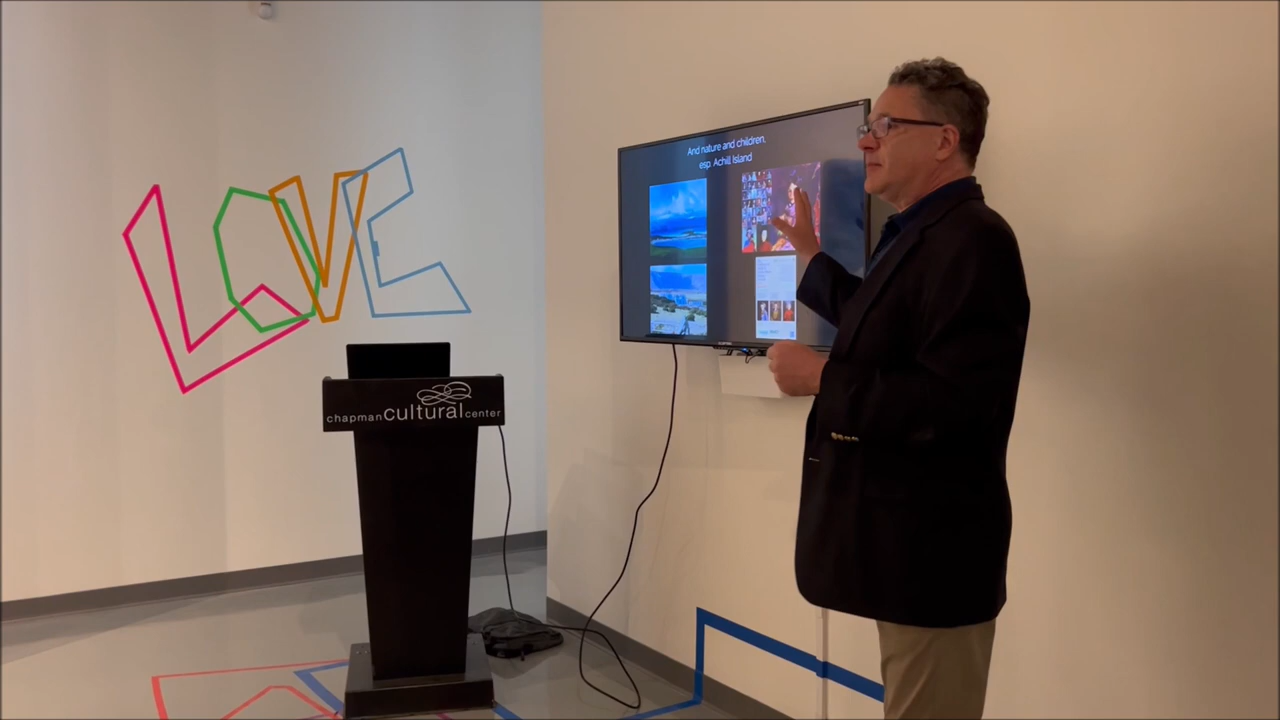 LOVE
And nature and children,
esp. Achill Island
chapman cultural center